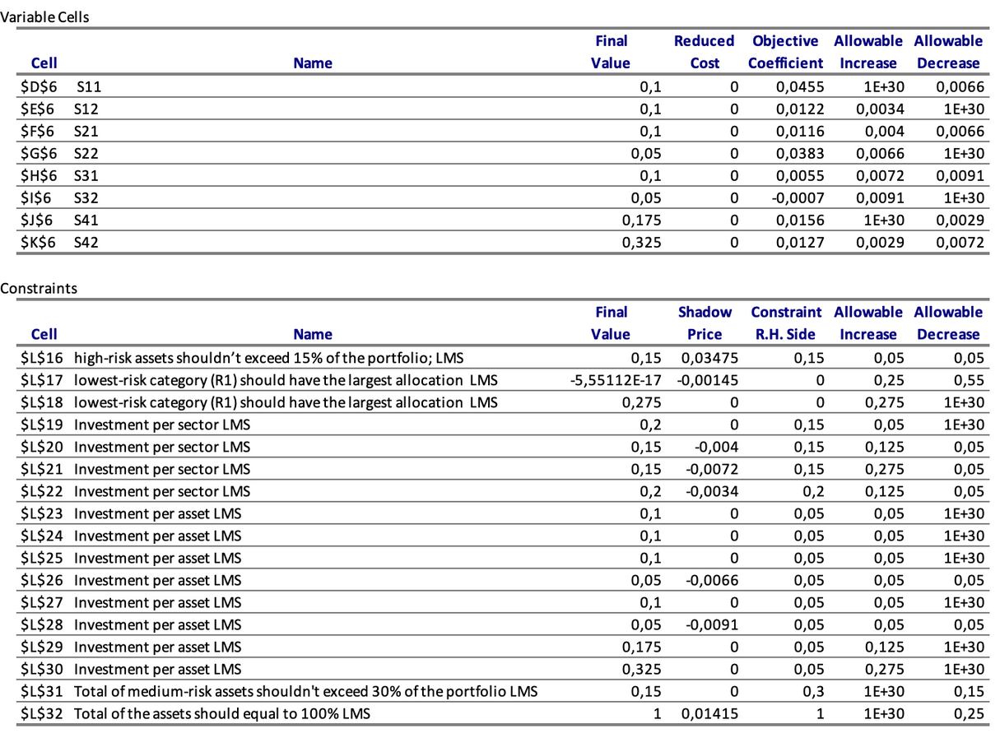 Variable Cells
Final Reduced Objective Allowable Allowable
Cell Name Value Cost Coefficient Increase Decrease
$D$6 S11 0,1 0 0,0455 1E+30 0,0066
$E$6 S12 0,1 0 0,0122 0,0034 1E+30
$F$6 S21 0,1 0 0,0116 0,004 0,0066
$G$6 S22 0,05 0 0,0383 0,0066 1E+30
$H$6 S31 0,1 0 0,0055 0,0072 0,0091
$I$6 S32 0,05 0 -0,0007 0,0091 1E+30
$J$6 S41 0,175 0 0,0156 1E+30 0,0029
$K$6 S42 0,325 0 0,0127 0,0029 0,0072
Constraints
Final Shadow Constraint Allowable Allowable
Cell Name Value Price R.H. Side Increase Decrease
$L$16 high-risk assets shouldn’t exceed 15% of the portfolio; LMS 0,15 0,03475 0,15 0,05 0,05
$L$17 lowest-risk category (R1) should have the largest allocation LMS -5,55112E-17 -0,00145 0 0,25 0,55
$L$18 lowest-risk category (R1) should have the largest allocation LMS 0,275 0 0 0,275 1E+30
$L$19 Investment per sector LMS 0,2 0 0,15 0,05 1E+30
$L$20 Investment per sector LMS 0,15 -0,004 0,15 0,125 0,05
$L$21 Investment per sector LMS 0,15 -0,0072 0,15 0,275 0,05
$L$22 Investment per sector LMS 0,2 -0,0034 0,2 0,125 0,05
$L$23 Investment per asset LMS 0,1 0 0,05 0,05 1E+30
$L$24 Investment per asset LMS 0,1 0 0,05 0,05 1E+30
$L$25 Investment per asset LMS 0,1 0 0,05 0,05 1E+30
$L$26 Investment per asset LMS 0,05 -0,0066 0,05 0,05 0,05
$L$27 Investment per asset LMS 0,1 0 0,05 0,05 1E+30
$L$28 Investment per asset LMS 0,05 -0,0091 0,05 0,05 0,05
$L$29 Investment per asset LMS 0,175 0 0,05 0,125 1E+30
$L$30 Investment per asset LMS 0,325 0 0,05 0,275 1E+30
$L$31 Total of medium-risk assets shouldn't exceed 30% of the portfolio LMS 0,15 0 0,3 1E+30 0,15
$L$32 Total of the assets should equal to 100% LMS 1 0,01415 1 1E+30 0,25